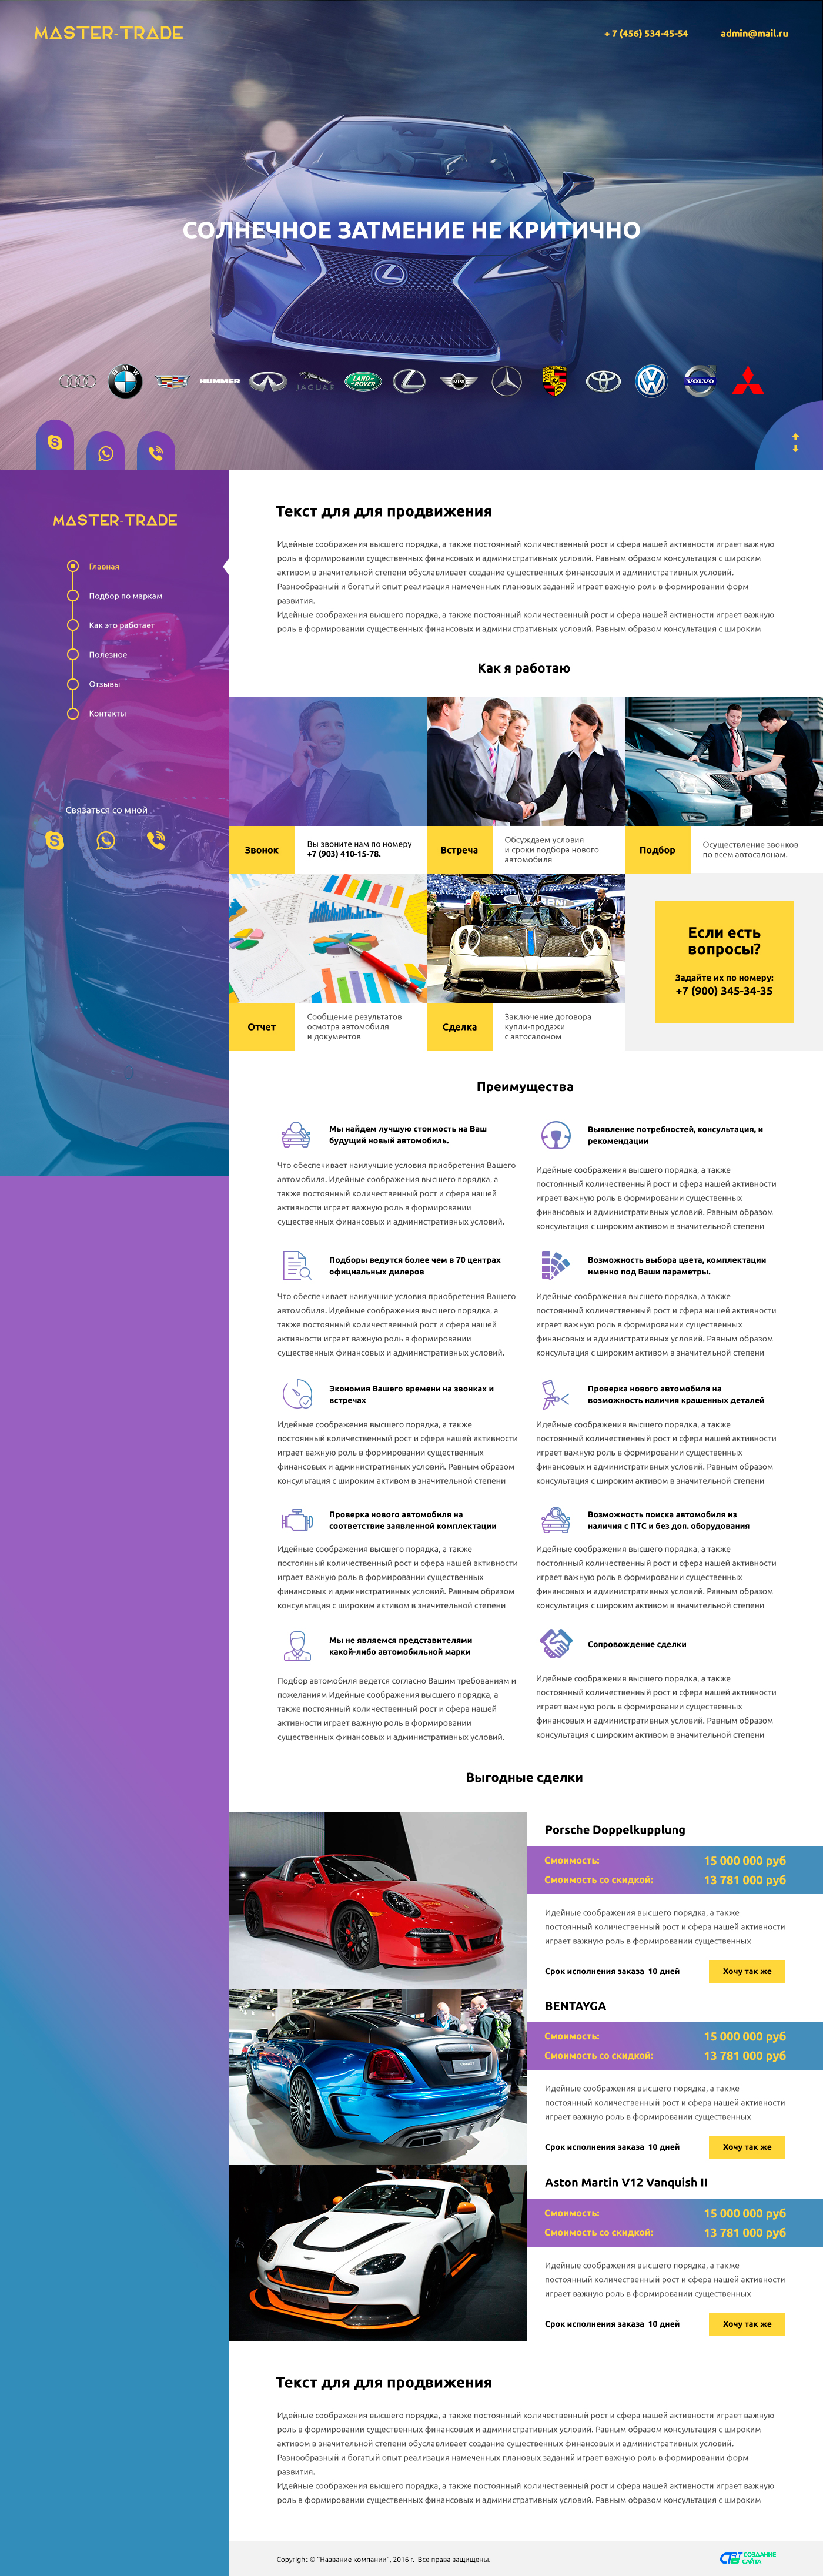 MASTER-TRADE
+ 7 (456) 534-45-54
admin@mail.ru
СОЛНЕЧНОЕ ЗАТМЕНИЕ НЕ КРИТИЧНО
BMW
HUMMER
JAGUAR
LAND ROVER
MINI
VOLVO
MASTER-TRADE
Главная
Подбор по маркам
Как это работает
Полезное
Отзывы
Контакты
Связаться со мной
Текст для для продвижения
Идейные соображения высшего порядка, а также постоянный количественный рост и сфера нашей активности играет важную
роль в формировании существенных финансовых и административных условий. Равным образом консультация с широким
активом в значительной степени обуславливает создание существенных финансовых и административных условий.
Разнообразный и богатый опыт реализация намеченных плановых заданий играет важную роль в формировании форм
развития.
Идейные соображения высшего порядка, а также постоянный количественный рост и сфера нашей активности играет важную
роль в формировании существенных финансовых и административных условий. Равным образом консультация с широким
Как я работаю
Звонок
Вы звоните нам по номеру
+7 (903) 410-15-78.
Встреча
Обсуждаем условия
и сроки подбора нового
автомобиля
Подбор
Осуществление звонков
по всем автосалонам.
Отчет
Сообщение результатов
осмотра автомобиля
и документов
Сделка
Заключение договора
купли-продажи
с автосалоном
Если есть
вопросы?
Задайте их по номеру:
+7 (900) 345-34-35
Преимущества
Мы найдем лучшую стоимость на Ваш
будущий новый автомобиль.
Что обеспечивает наилучшие условия приобретения Вашего
автомобиля. Идейные соображения высшего порядка, а
также постоянный количественный рост и сфера нашей
активности играет важную роль в формировании
существенных финансовых и административных условий.
Выявление потребностей, консультация, и
рекомендации
Идейные соображения высшего порядка, а также
постоянный количественный рост и сфера нашей активности
играет важную роль в формировании существенных
финансовых и административных условий. Равным образом
консультация с широким активом в значительной степени
Подборы ведутся более чем в 70 центрах
официальных дилеров
Что обеспечивает наилучшие условия приобретения Вашего
автомобиля. Идейные соображения высшего порядка, а
также постоянный количественный рост и сфера нашей
активности играет важную роль в формировании
существенных финансовых и административных условий.
Возможность выбора цвета, комплектации
именно под Ваши параметры.
Идейные соображения высшего порядка, а также
постоянный количественный рост и сфера нашей активности
играет важную роль в формировании существенных
финансовых и административных условий. Равным образом
консультация с широким активом в значительной степени
Экономия Вашего времени на звонках и
встречах
Идейные соображения высшего порядка, а также
постоянный количественный рост и сфера нашей активности
играет важную роль в формировании существенных
финансовых и административных условий. Равным образом
консультация с широким активом в значительной степени
Проверка нового автомобиля на
возможность наличия крашенных деталей
Идейные соображения высшего порядка, а также
постоянный количественный рост и сфера нашей активности
играет важную роль в формировании существенных
финансовых и административных условий. Равным образом
консультация с широким активом в значительной степени
Проверка нового автомобиля на
соответствие заявленной комплектации
Идейные соображения высшего порядка, а также
постоянный количественный рост и сфера нашей активности
играет важную роль в формировании существенных
финансовых и административных условий. Равным образом
консультация с широким активом в значительной степени
Возможность поиска автомобиля из
наличия с ПТС и без доп. оборудования
Идейные соображения высшего порядка, а также
постоянный количественный рост и сфера нашей активности
играет важную роль в формировании существенных
финансовых и административных условий. Равным образом
консультация с широким активом в значительной степени
Мы не являемся представителями
какой-либо автомобильной марки
Подбор автомобиля ведется согласно Вашим требованиям и
пожеланиям Идейные соображения высшего порядка, а
также постоянный количественный рост и сфера нашей
активности играет важную роль в формировании
существенных финансовых и административных условий.
Сопровождение сделки
Идейные соображения высшего порядка, а также
постоянный количественный рост и сфера нашей активности
играет важную роль в формировании существенных
финансовых и административных условий. Равным образом
консультация с широким активом в значительной степени
Выгодные сделки
Porsche Doppelkupplung
Смоимость: 15 000 000 руб
Смоимость со скидкой: 13 781 000 руб
Идейные соображения высшего порядка, а также
постоянный количественный рост и сфера нашей активности
играет важную роль в формировании существенных
Срок исполнения заказа 10 дней
Хочу так же
BENTAYGA
Смоимость: 15 000 000 руб
Смоимость со скидкой: 13 781 000 руб
Идейные соображения высшего порядка, а также
постоянный количественный рост и сфера нашей активности
играет важную роль в формировании существенных
Срок исполнения заказа 10 дней
Хочу так же
Aston Martin V12 Vanquish II
Смоимость: 15 000 000 руб
Смоимость со скидкой: 13 781 000 руб
Идейные соображения высшего порядка, а также
постоянный количественный рост и сфера нашей активности
играет важную роль в формировании существенных
Срок исполнения заказа 10 дней
Хочу так же
Текст для для продвижения
Идейные соображения высшего порядка, а также постоянный количественный рост и сфера нашей активности играет важную
роль в формировании существенных финансовых и административных условий. Равным образом консультация с широким
активом в значительной степени обуславливает создание существенных финансовых и административных условий.
Разнообразный и богатый опыт реализация намеченных плановых заданий играет важную роль в формировании форм
развития.
Идейные соображения высшего порядка, а также постоянный количественный рост и сфера нашей активности играет важную
роль в формировании существенных финансовых и административных условий. Равным образом консультация с широким
Copyright © "Название компании", 2016 г. Все права защищены.
СОЗДАНИЕ
САЙТА